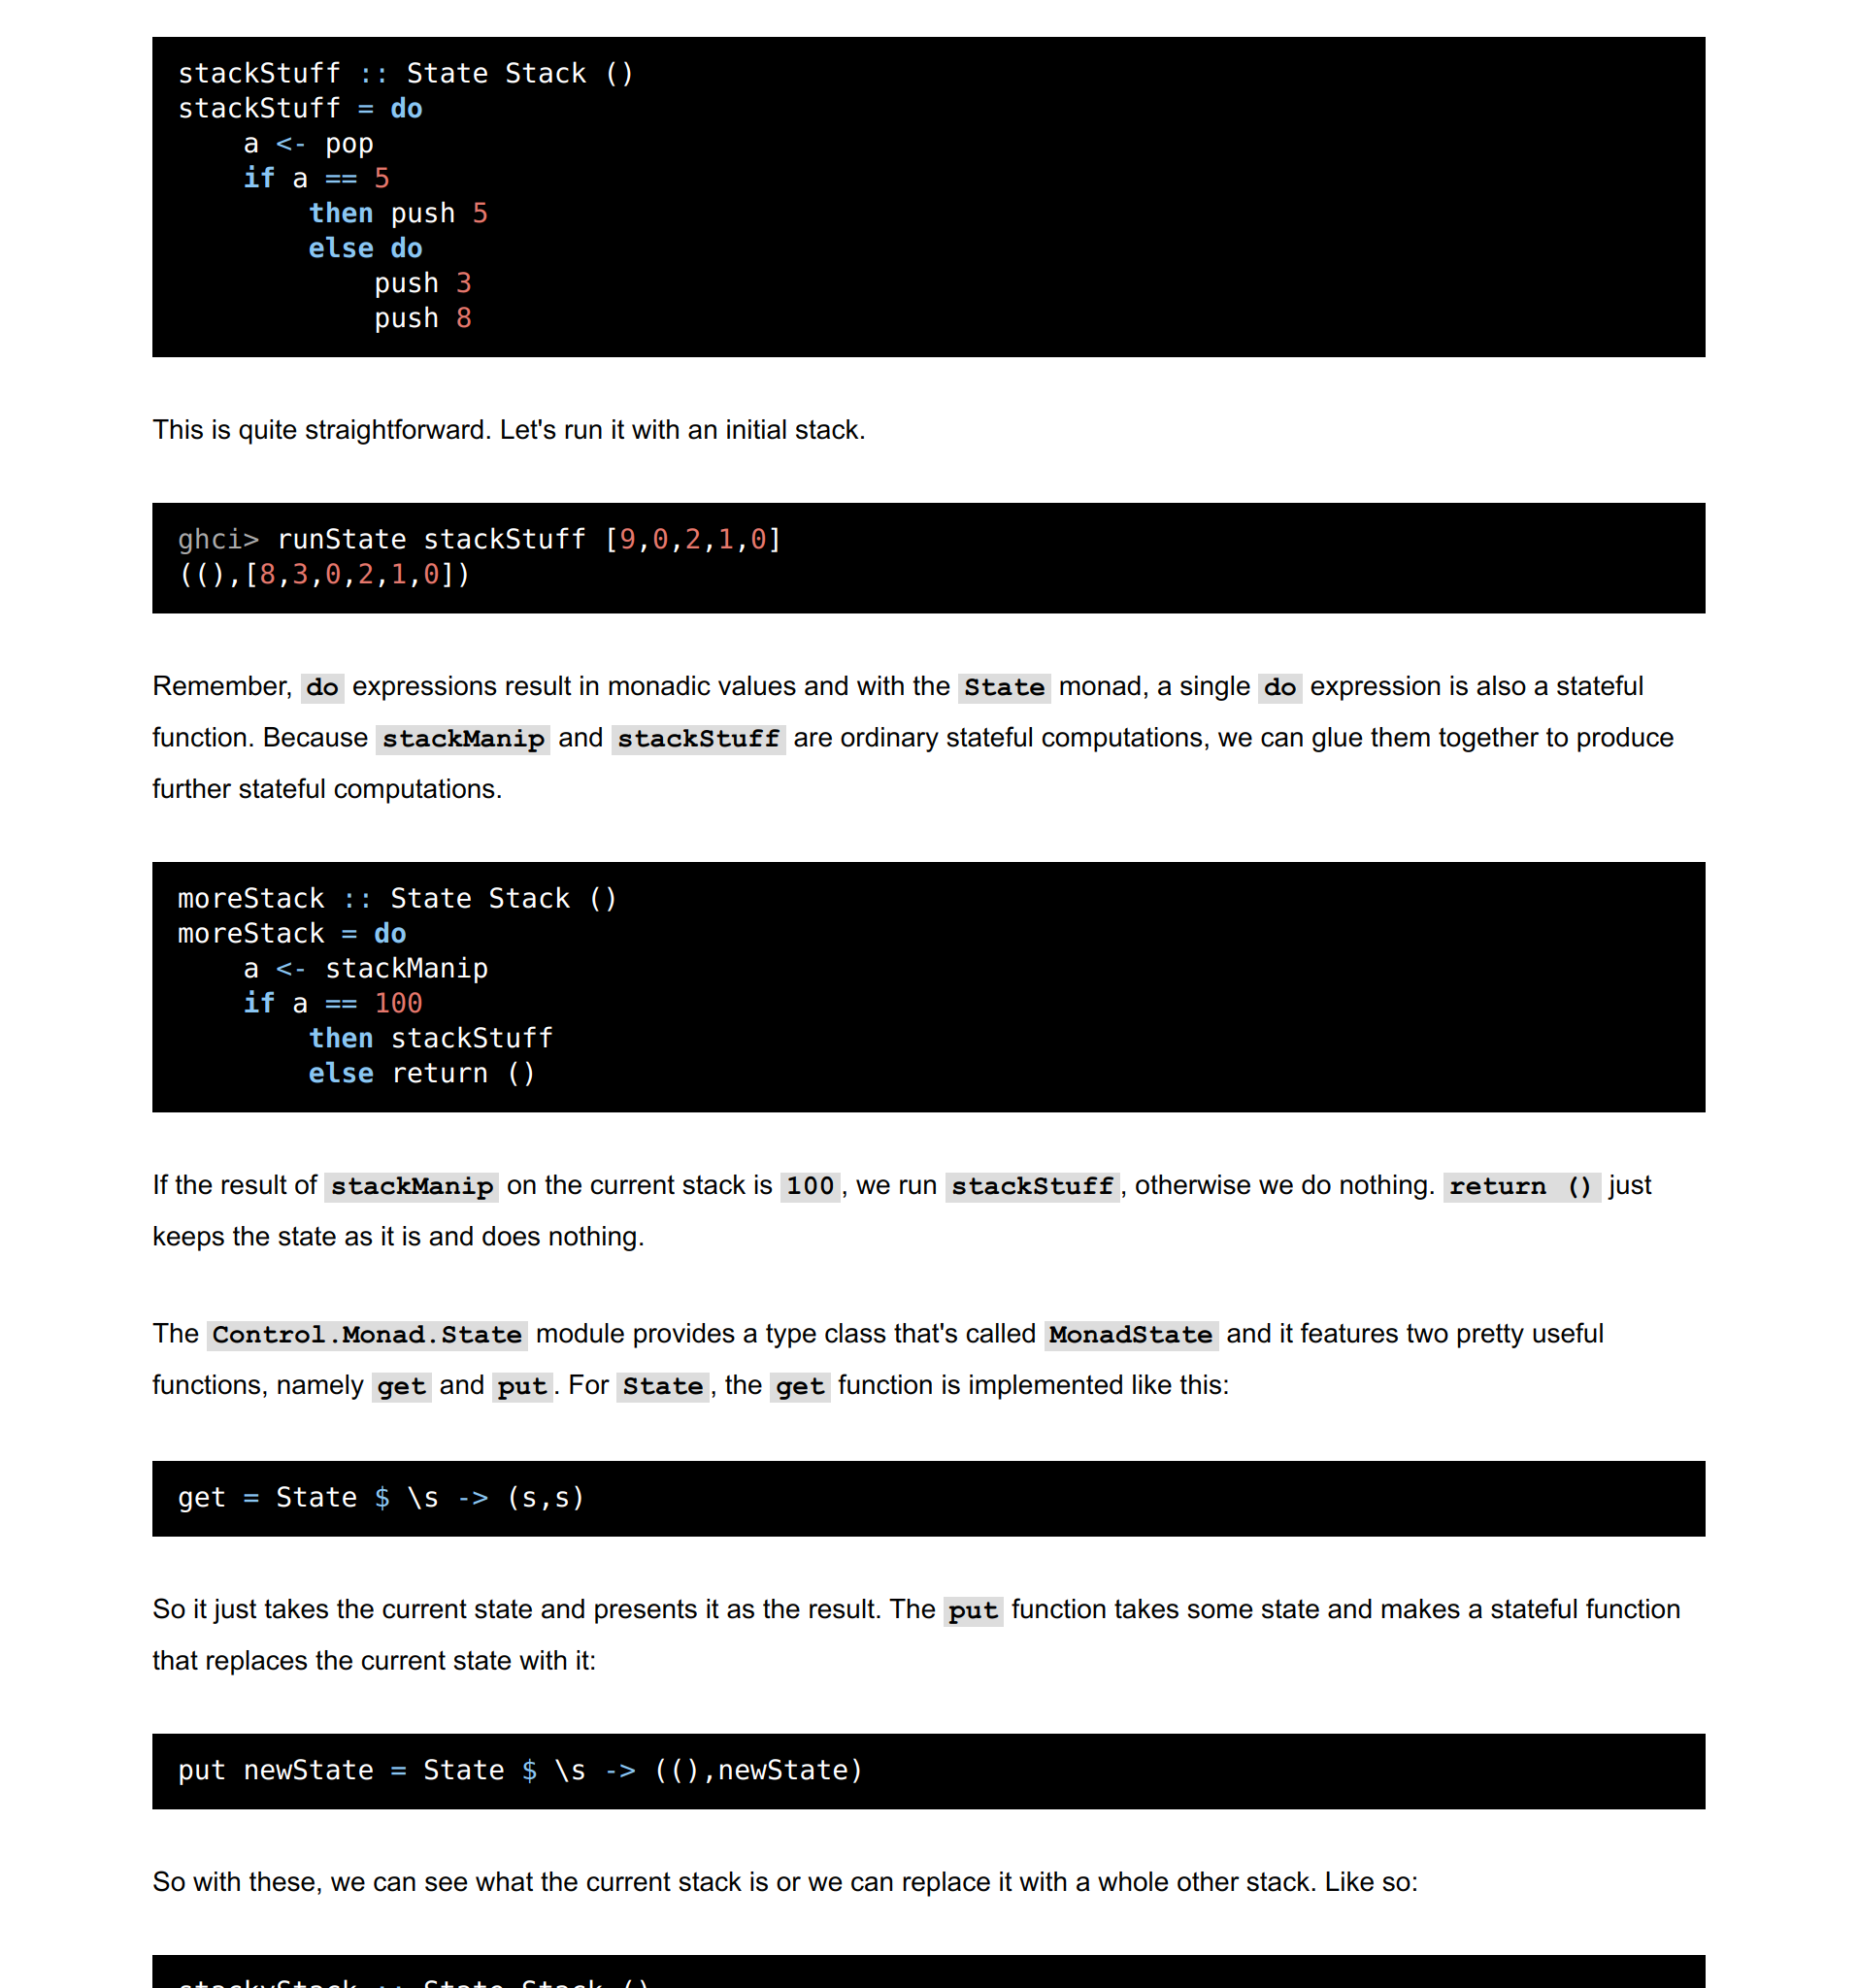 stackStuff :: State Stack ()
stackStuff = do
    a <- pop
    if a == 5
        then push 5
        else do
            push 3
            push 8
This is quite straightforward. Let's run it with an initial stack.
ghci> runState stackStuff [9,0,2,1,0]
((),[8,3,0,2,1,0])
Remember, do expressions result in monadic values and with the State monad, a single do expression is also a stateful
function. Because stackManip and stackStuff are ordinary stateful computations, we can glue them together to produce
further stateful computations.
moreStack :: State Stack ()
moreStack = do
    a <- stackManip
    if a == 100
        then stackStuff
        else return ()
If the result of stackManip on the current stack is 100, we run stackStuff, otherwise we do nothing. return () just
keeps the state as it is and does nothing.
The Control.Monad.State module provides a type class that's called MonadState and it features two pretty useful
functions, namely get and put. For State, the get function is implemented like this:
get = State $ \s -> (s,s)
So it just takes the current state and presents it as the result. The put function takes some state and makes a stateful function
that replaces the current state with it:
put newState = State $ \s -> ((),newState)
So with these, we can see what the current stack is or we can replace it with a whole other stack. Like so:
stackyStack :: State Stack ()